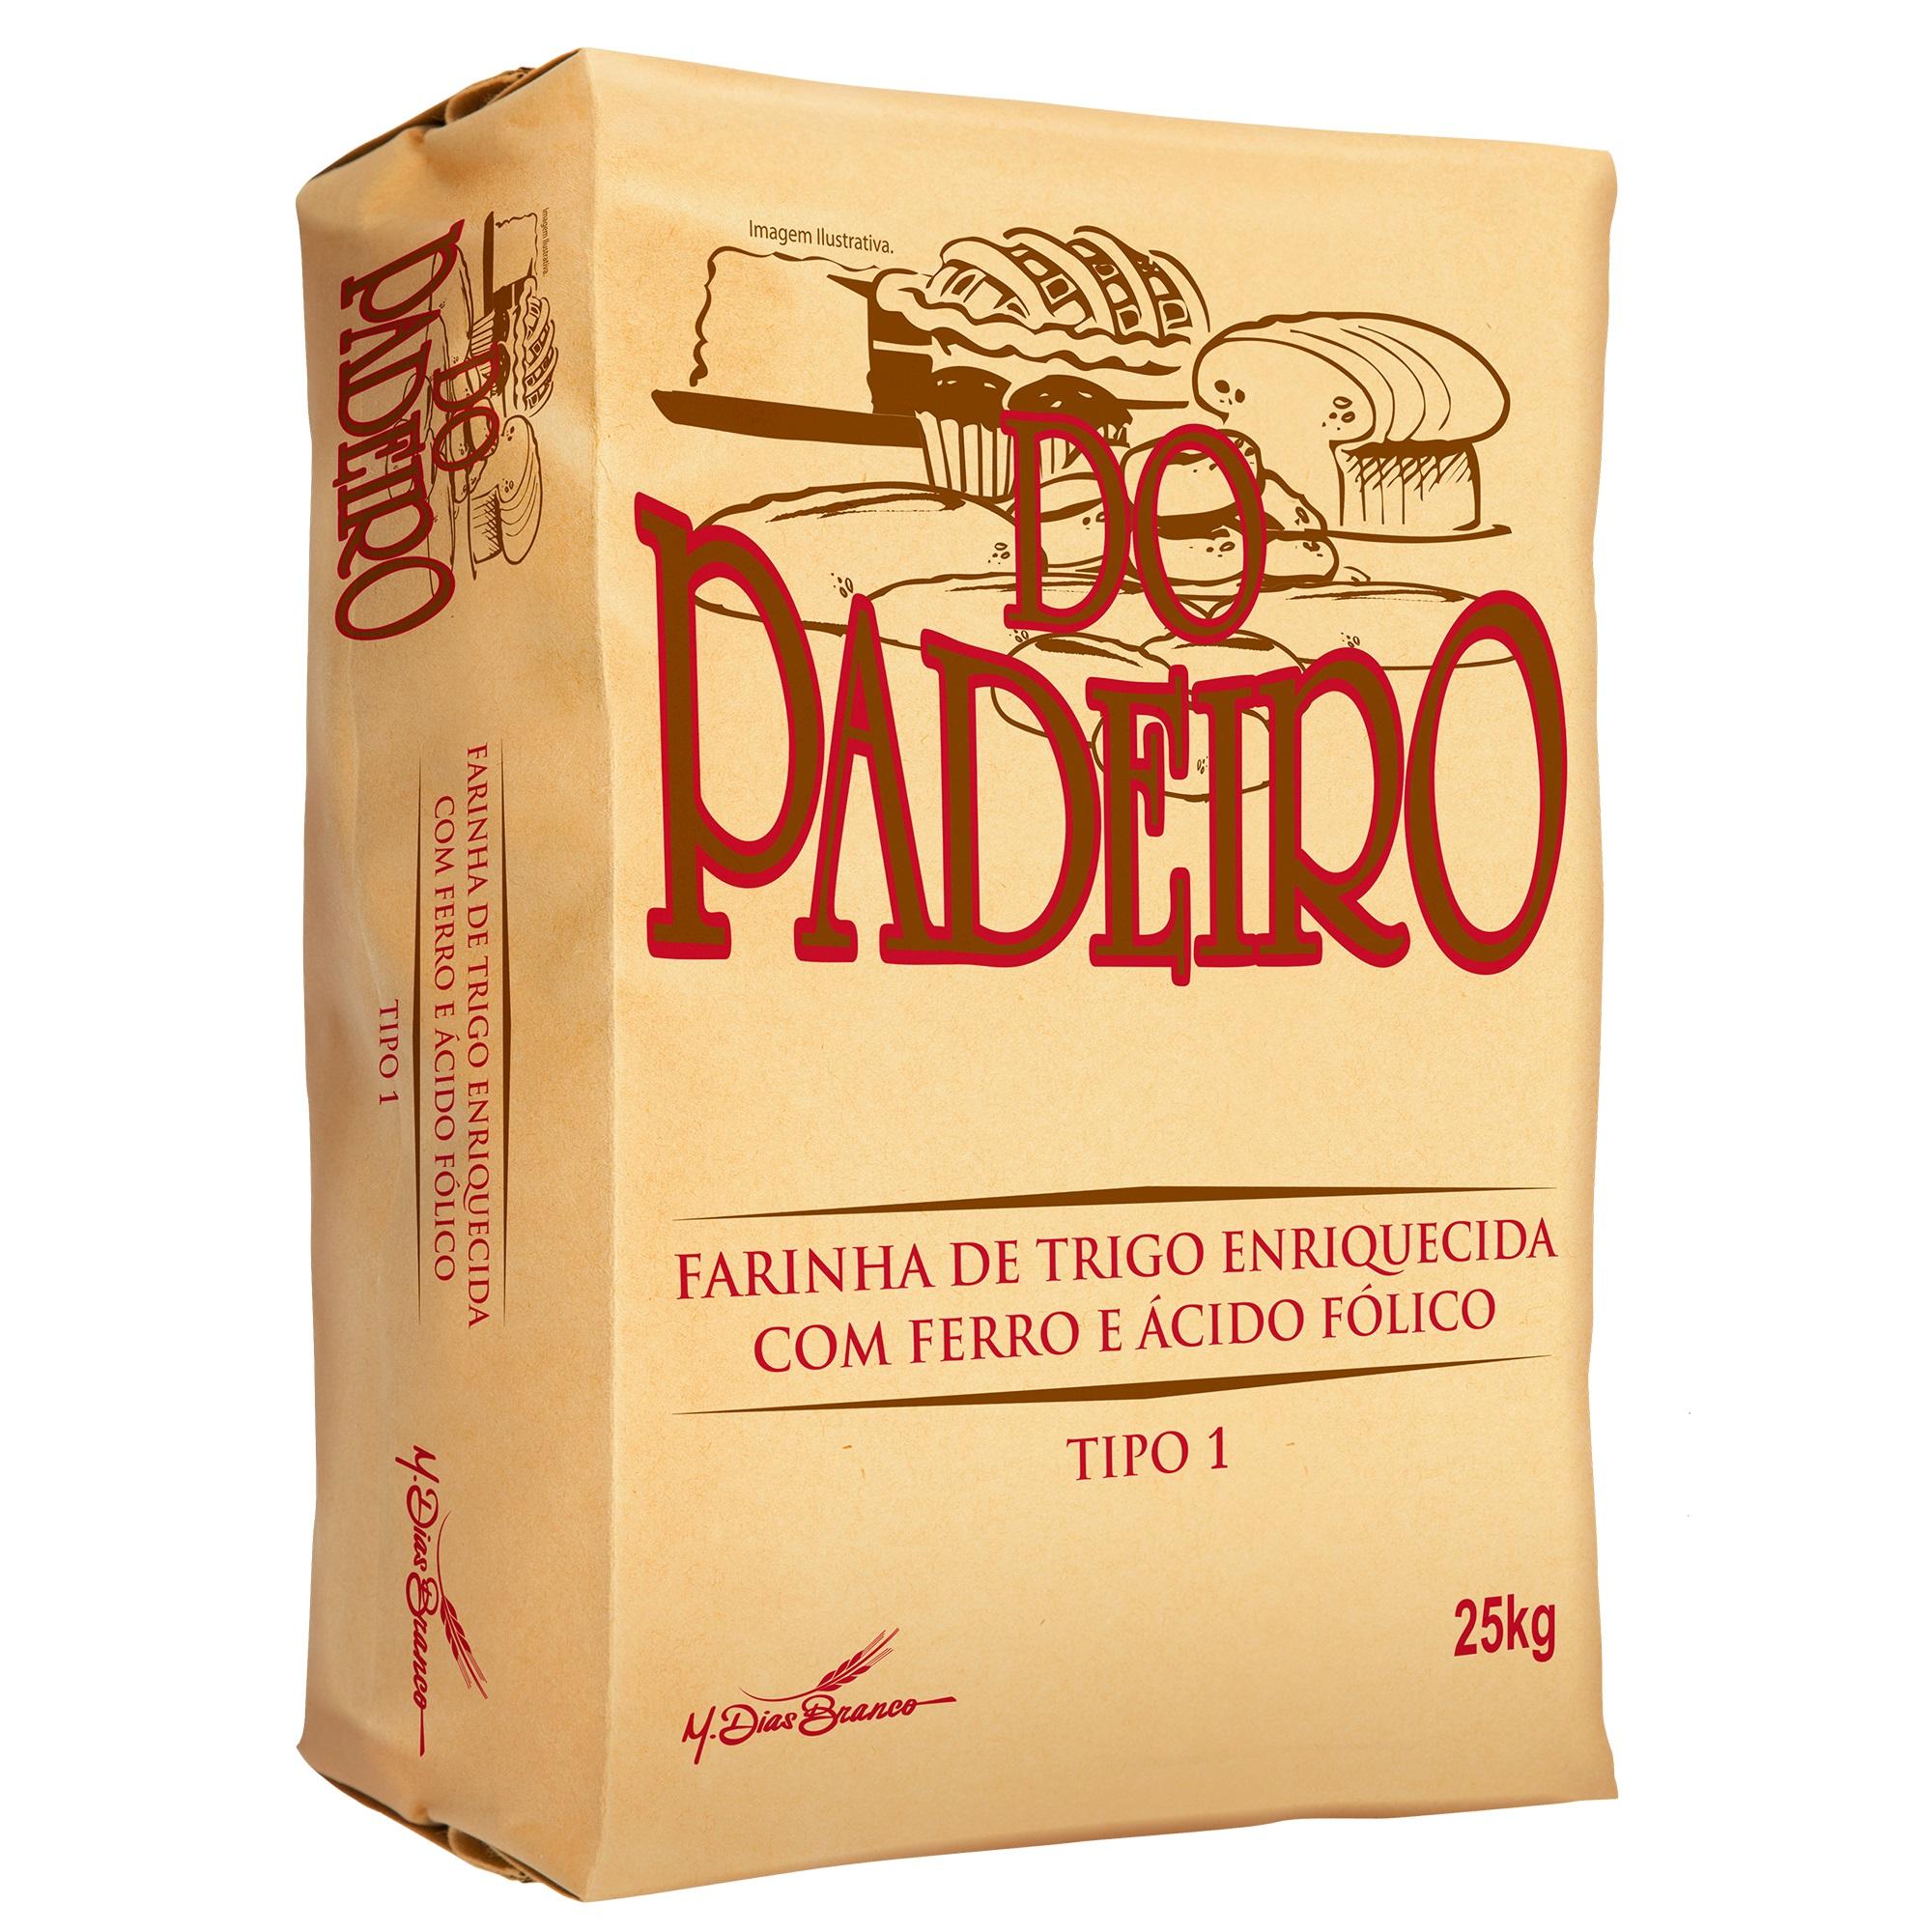 Imagem Ilustrativa.
DO
PADEIRO
FARINHA DE TRIGO ENRIQUECIDA
COM FERRO E ÁCIDO FÓLICO
TIPO 1
25kg
M. Dias Branco
Imagem Ilustrativa.
DO
PADEIRO
FARINHA DE TRIGO ENRIQUECIDA
COM FERRO E ÁCIDO FÓLICO
TIPO 1
M. Dias Branco